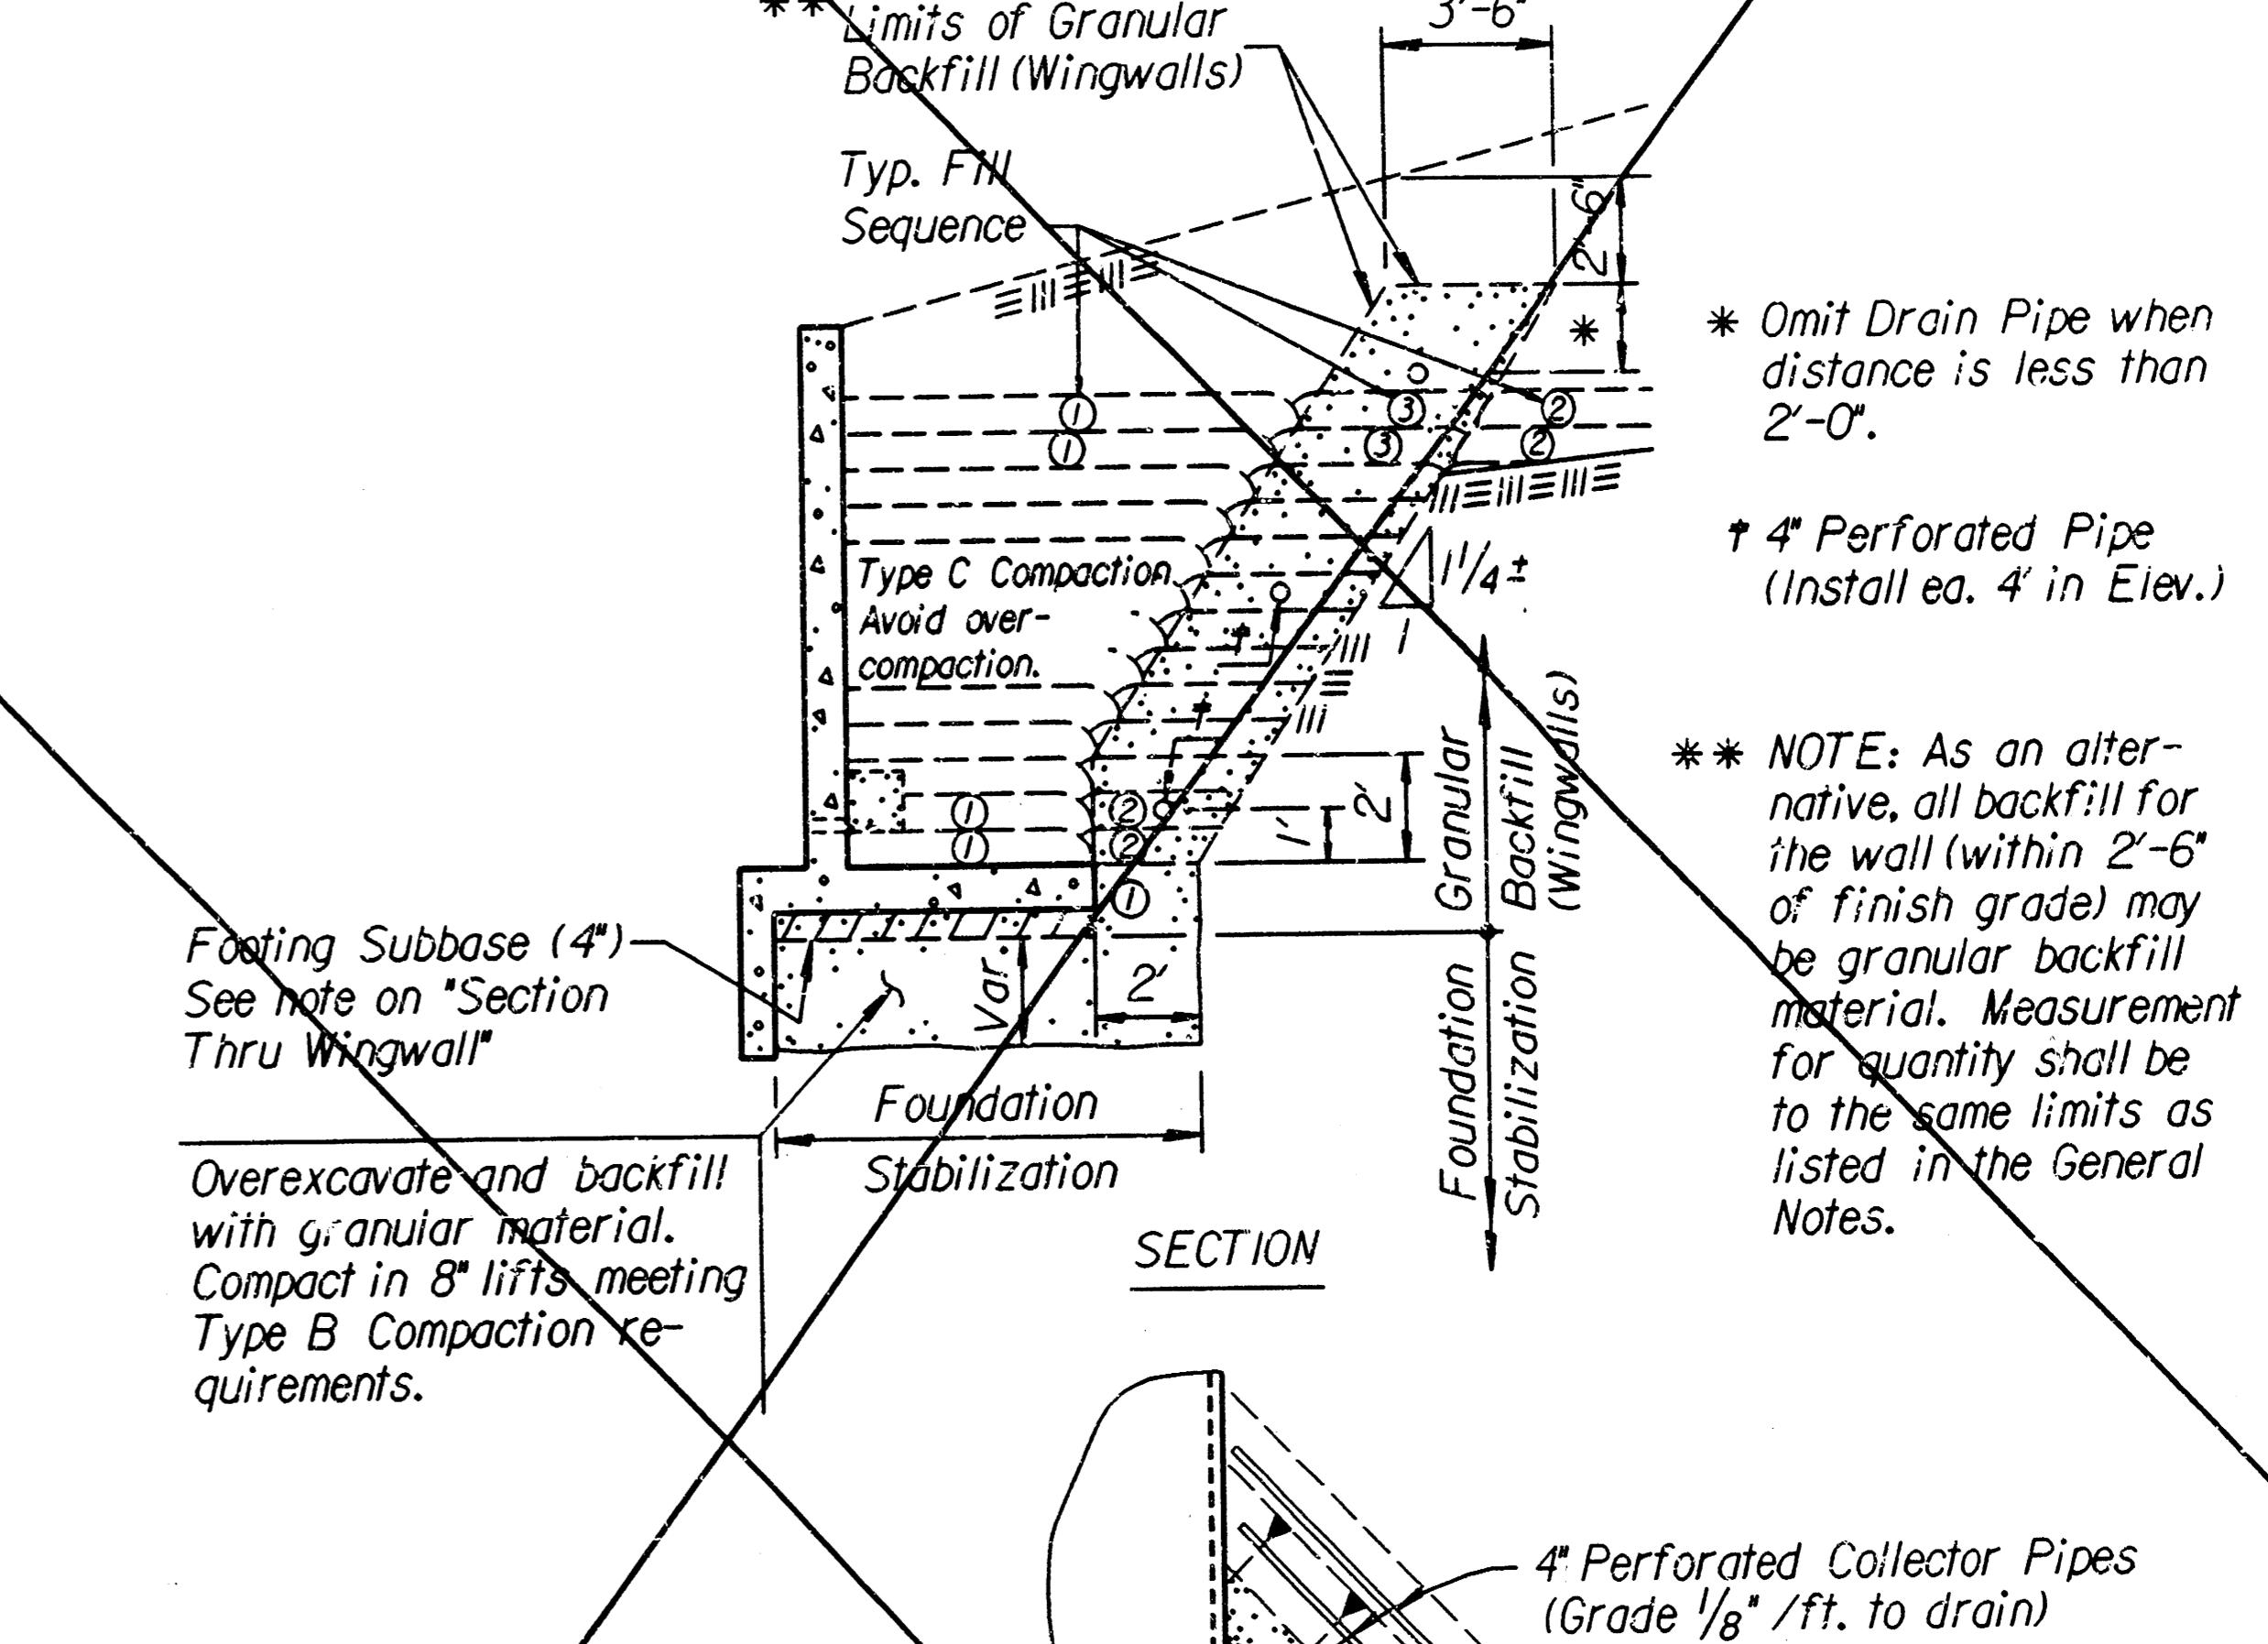 ** Limits of Granular
Backfill (Wingwalls)
3'-6"
Typ. Fill
Sequence
2'-6"
*
* Omit Drain Pipe when
distance is less than
2'-0".
① ③ ②
① ③ ②
† 4" Perforated Pipe
(Install ea. 4' in Elev.)
1 1/4 ±
1
Type C Compaction.
Avoid over-
compaction.
†
†
Granular
Backfill
(Wingwalls)
** NOTE: As an alter-
native, all backfill for
the wall (within 2'-6"
of finish grade) may
be granular backfill
material. Measurement
for quantity shall be
to the same limits as
listed in the General
Notes.
① ② 1' 2'
① ②
①
Footing Subbase (4")
See note on "Section
Thru Wingwall"
Var.
2'
Foundation
Stabilization
Foundation
Stabilization
Overexcavate and backfill
with granular material.
Compact in 8" lifts meeting
Type B Compaction re-
quirements.
SECTION
4" Perforated Collector Pipes
(Grade 1/8" /ft. to drain)